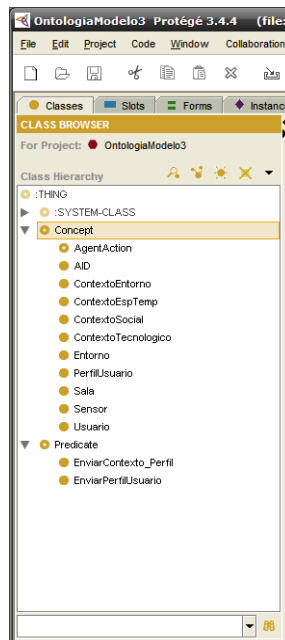 OntologiaModelo3 Protégé 3.4.4 (file:
File Edit Project Code Window Collaboration
Classes Slots Forms Instanc
CLASS BROWSER
For Project: OntologiaModelo3
Class Hierarchy
:THING
:SYSTEM-CLASS
Concept
AgentAction
AID
ContextoEntorno
ContextoEspTemp
ContextoSocial
ContextoTecnologico
Entorno
PerfilUsuario
Sala
Sensor
Usuario
Predicate
EnviarContexto_Perfil
EnviarPerfilUsuario